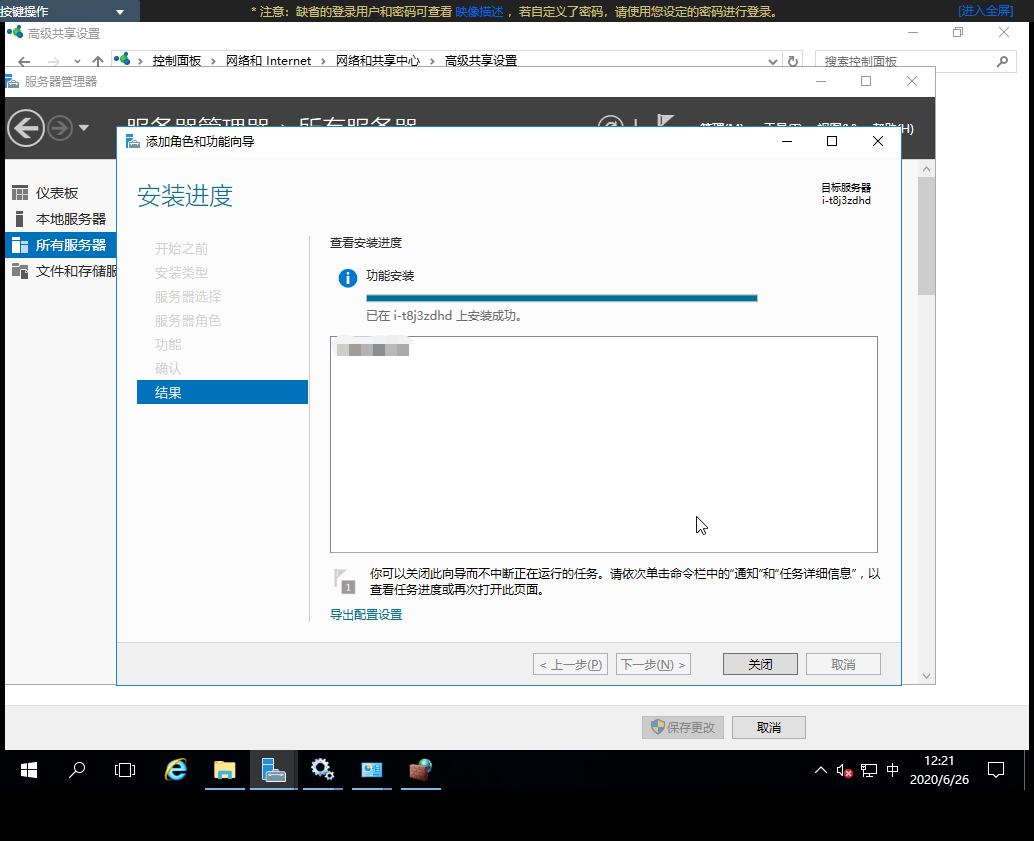 按键操作
* 注意：缺省的登录用户和密码可查看 映像描述 ，若自定义了密码，请使用您设定的密码进行登录。
[进入全屏]
高级共享设置
控制面板 › 网络和 Internet › 网络和共享中心 › 高级共享设置
搜索控制面板
服务器管理器
服务器管理器 · 所有服务器
管理(M) 工具(T) 视图(V) 帮助(H)
添加角色和功能向导
安装进度
目标服务器
i-t8j3zdhd
仪表板
本地服务器
所有服务器
文件和存储服
开始之前
安装类型
服务器选择
服务器角色
功能
确认
结果
查看安装进度
功能安装
已在 i-t8j3zdhd 上安装成功。
1
你可以关闭此向导而不中断正在运行的任务。请依次单击命令栏中的"通知"和"任务详细信息"，以
查看任务进度或再次打开此页面。
导出配置设置
< 上一步(P)
下一步(N) >
关闭
取消
保存更改
取消
中
12:21
2020/6/26